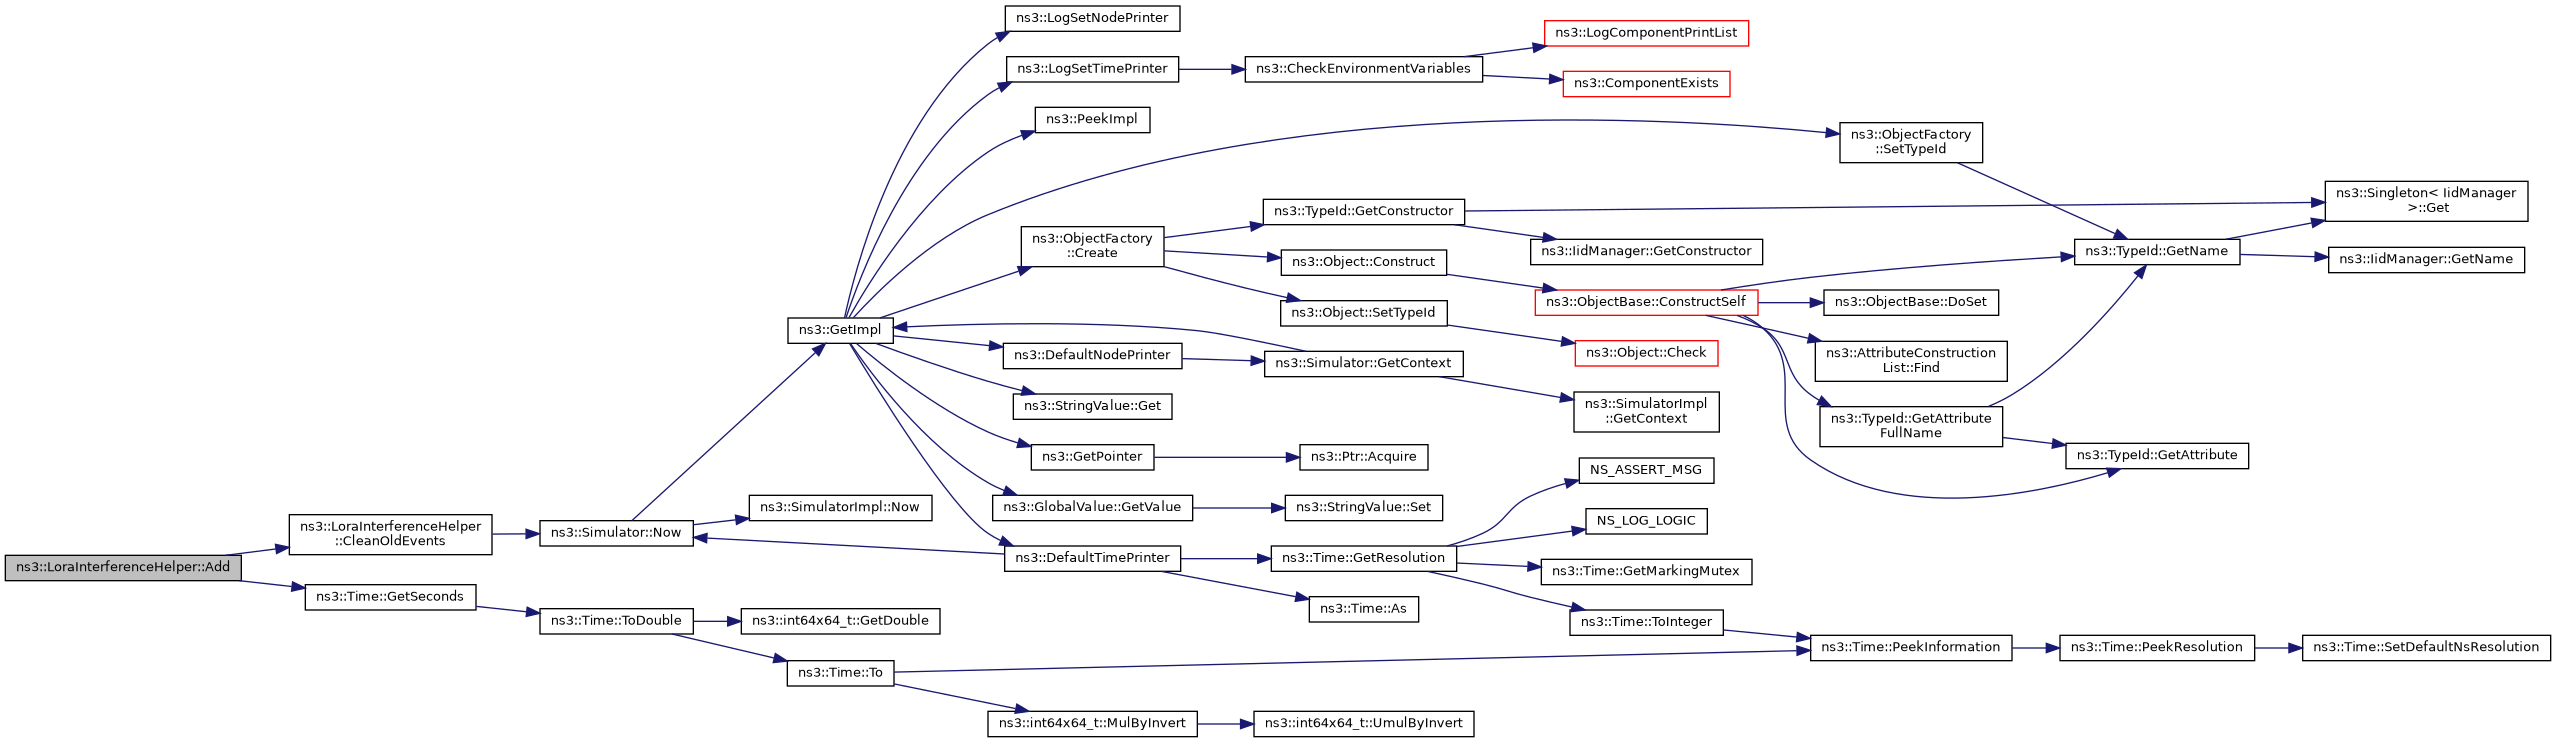 ns3::LogSetNodePrinter
ns3::LogComponentPrintList
ns3::LogSetTimePrinter
ns3::CheckEnvironmentVariables
ns3::ComponentExists
ns3::PeekImpl
ns3::ObjectFactory
::SetTypeId
ns3::Singleton< IidManager
>::Get
ns3::TypeId::GetConstructor
ns3::ObjectFactory
::Create
ns3::IidManager::GetConstructor
ns3::TypeId::GetName
ns3::IidManager::GetName
ns3::Object::Construct
ns3::ObjectBase::ConstructSelf
ns3::ObjectBase::DoSet
ns3::Object::SetTypeId
ns3::GetImpl
ns3::DefaultNodePrinter
ns3::Simulator::GetContext
ns3::Object::Check
ns3::AttributeConstruction
List::Find
ns3::StringValue::Get
ns3::SimulatorImpl
::GetContext
ns3::TypeId::GetAttribute
FullName
ns3::GetPointer
ns3::Ptr::Acquire
ns3::TypeId::GetAttribute
NS_ASSERT_MSG
ns3::SimulatorImpl::Now
ns3::GlobalValue::GetValue
ns3::StringValue::Set
NS_LOG_LOGIC
ns3::LoraInterferenceHelper
::CleanOldEvents
ns3::Simulator::Now
ns3::DefaultTimePrinter
ns3::Time::GetResolution
ns3::Time::GetMarkingMutex
ns3::LoraInterferenceHelper::Add
ns3::Time::GetSeconds
ns3::Time::As
ns3::Time::ToDouble
ns3::int64x64_t::GetDouble
ns3::Time::ToInteger
ns3::Time::To
ns3::Time::PeekInformation
ns3::Time::PeekResolution
ns3::Time::SetDefaultNsResolution
ns3::int64x64_t::MulByInvert
ns3::int64x64_t::UmulByInvert